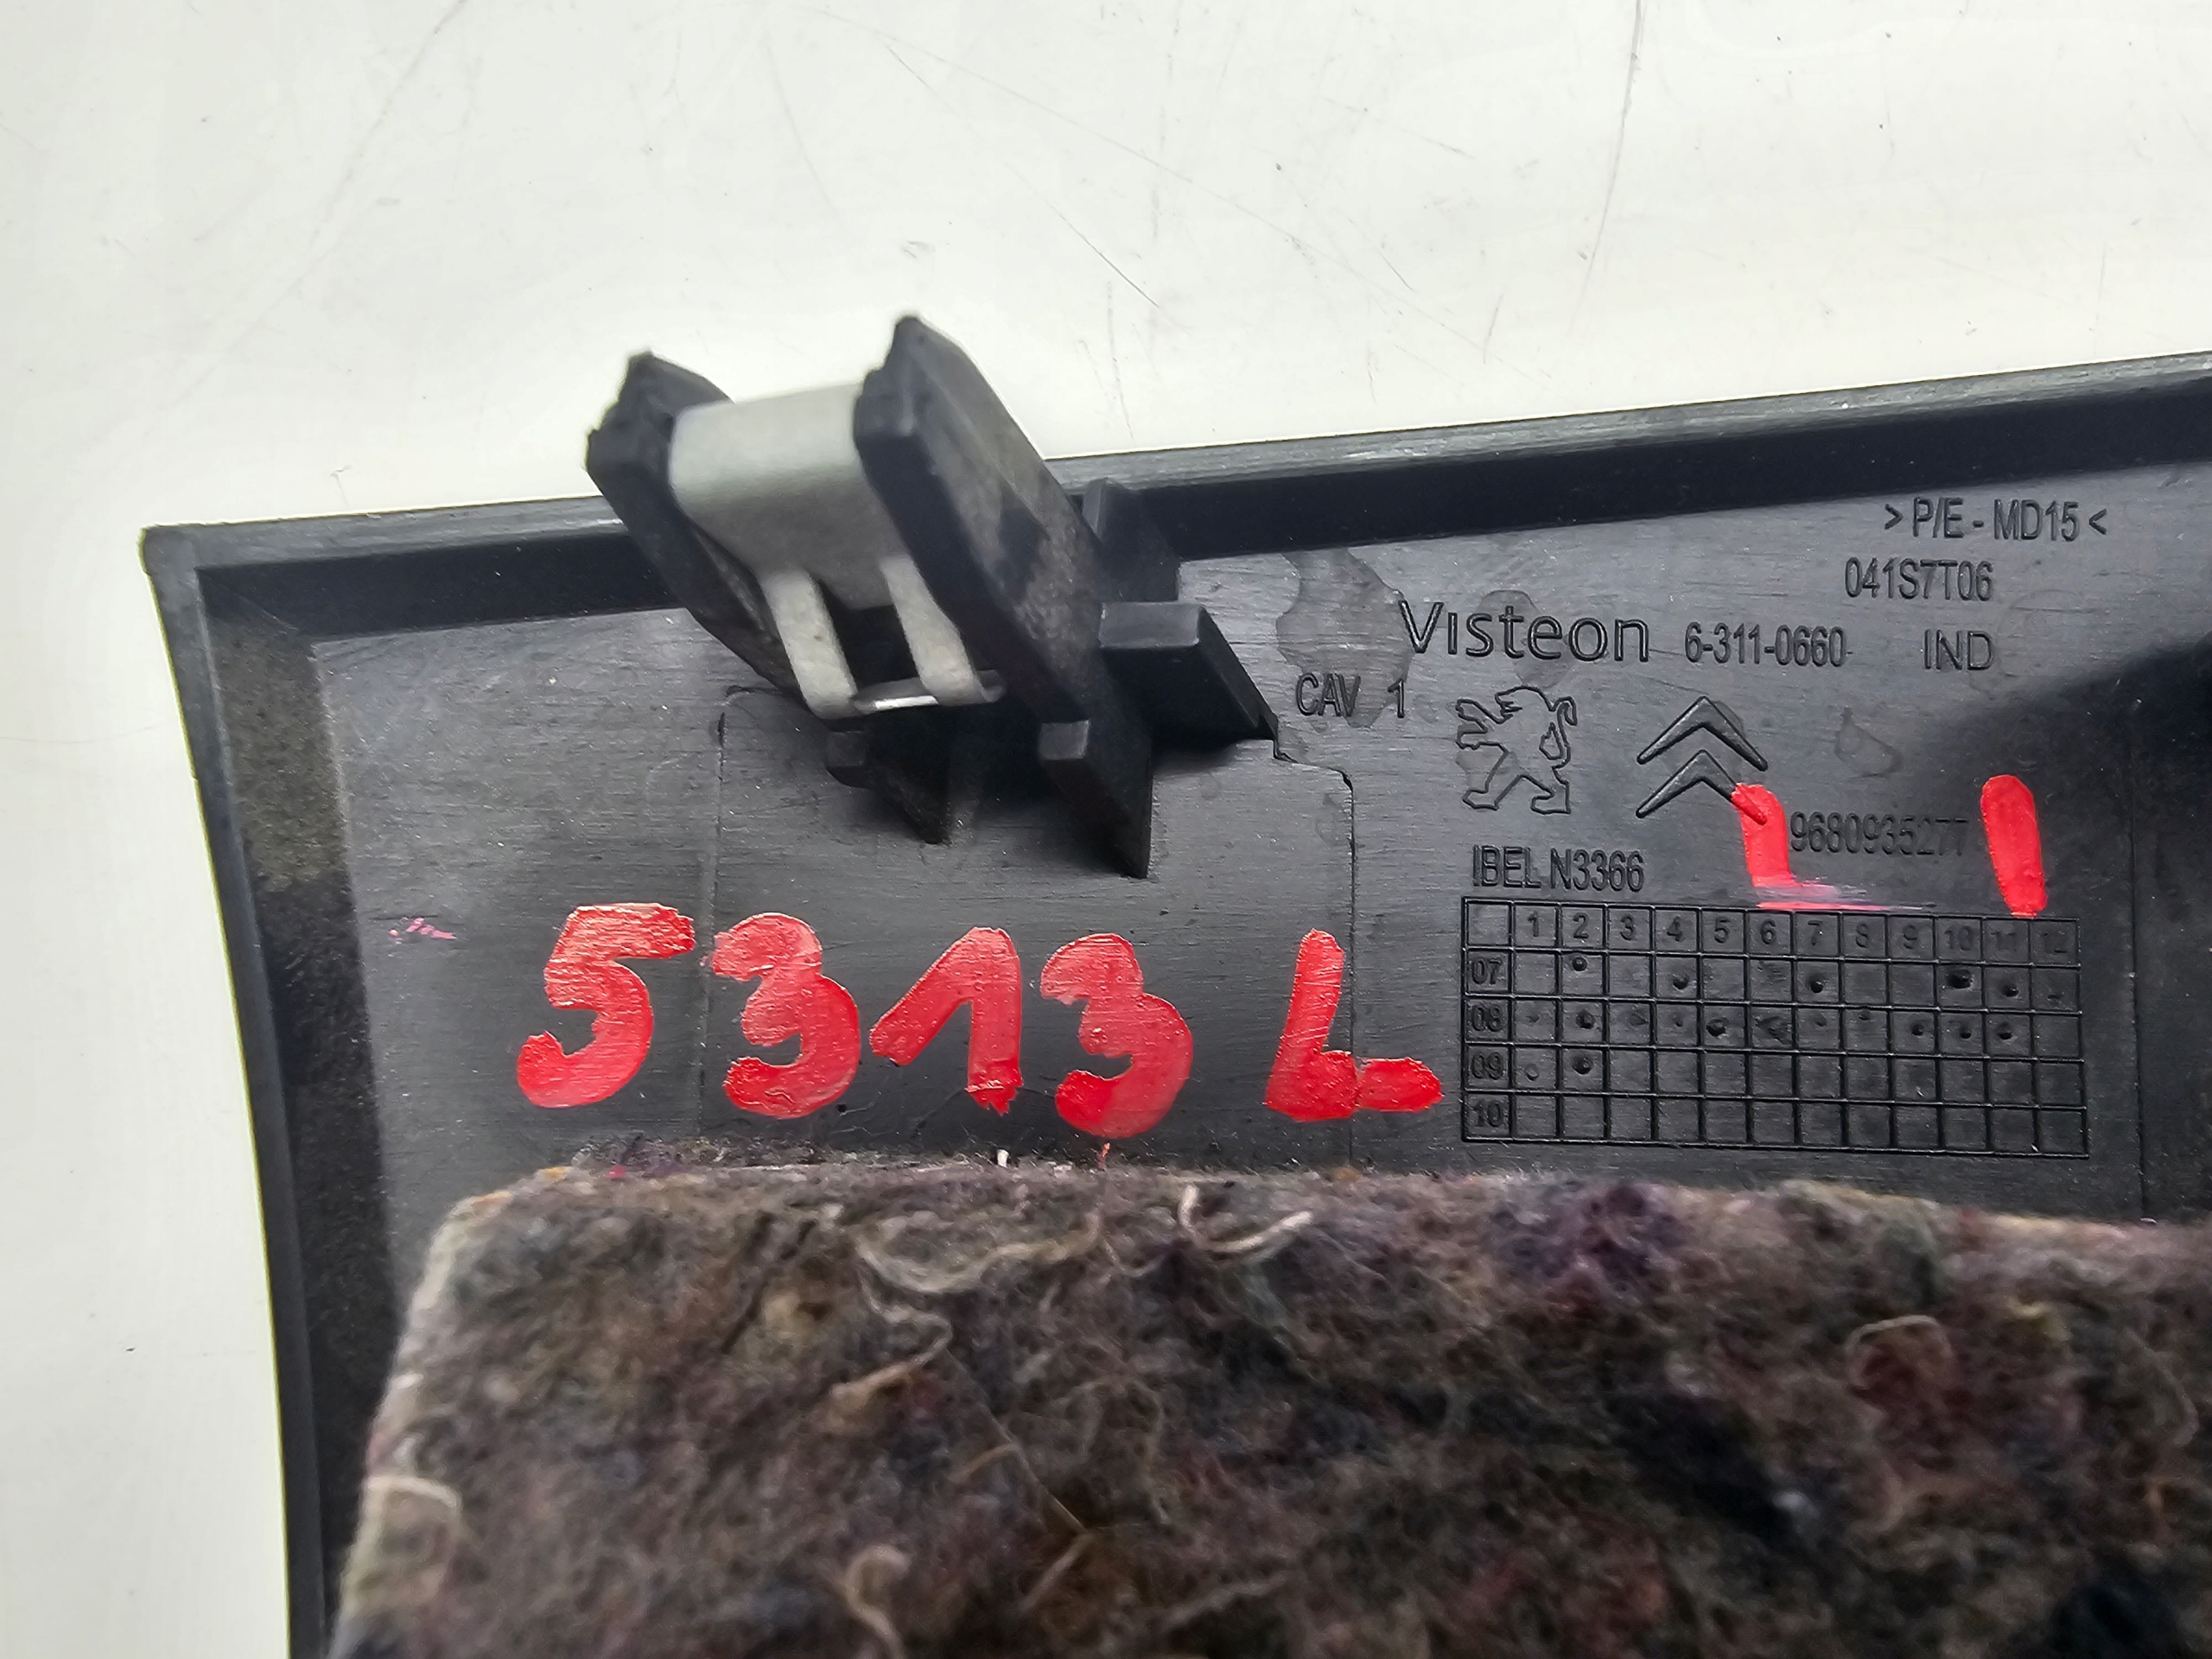 >P/E - MD15<
041S7T06
Visteon 6-311-0660 IND
CAV 1
9680935277
IBEL N3366
5313 L
1 2 3 4 5 6 7 8 9 10 11 12
07
08
09
10